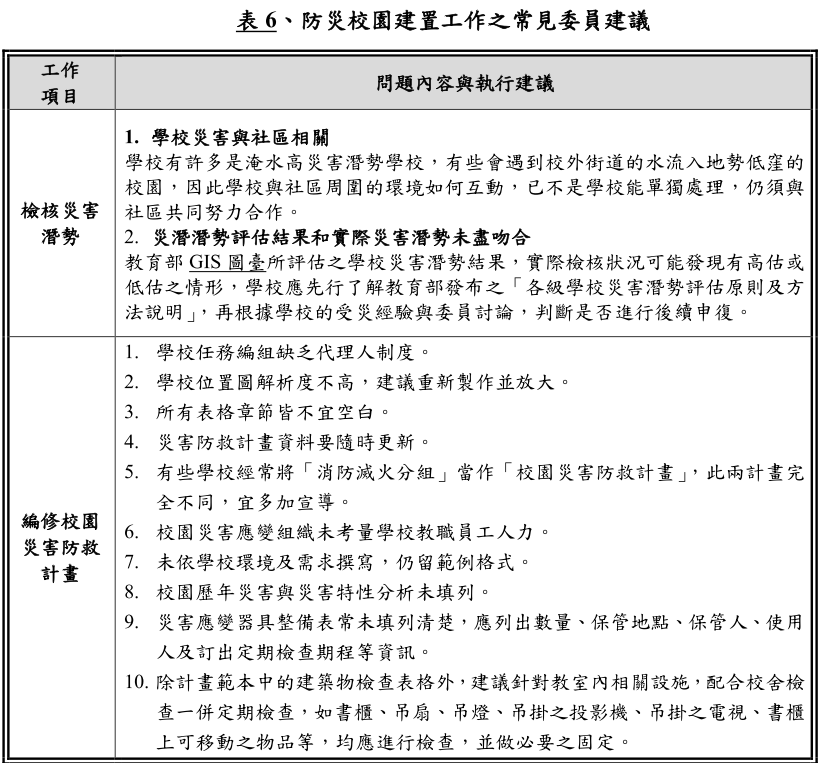 表 6、防災校園建置工作之常見委員建議
工作
項目
問題內容與執行建議
檢核災害
潛勢
1. 學校災害與社區相關
學校有許多是淹水高災害潛勢學校，有些會遇到校外街道的水流入地勢低窪的
校園，因此學校與社區周圍的環境如何互動，已不是學校能單獨處理，仍須與
社區共同努力合作。
2. 災潛潛勢評估結果和實際災害潛勢未盡吻合
教育部 GIS 圖臺所評估之學校災害潛勢結果，實際檢核狀況可能發現有高估或
低估之情形，學校應先行了解教育部發布之「各級學校災害潛勢評估原則及方
法說明」，再根據學校的受災經驗與委員討論，判斷是否進行後續申復。
編修校園
災害防救
計畫
1. 學校任務編組缺乏代理人制度。
2. 學校位置圖解析度不高，建議重新製作並放大。
3. 所有表格章節皆不宜空白。
4. 災害防救計畫資料要隨時更新。
5. 有些學校經常將「消防滅火分組」當作「校園災害防救計畫」，此兩計畫完
全不同，宜多加宣導。
6. 校園災害應變組織未考量學校教職員工人力。
7. 未依學校環境及需求撰寫，仍留範例格式。
8. 校園歷年災害與災害特性分析未填列。
9. 災害應變器具整備表常未填列清楚，應列出數量、保管地點、保管人、使用
人及訂出定期檢查期程等資訊。
10. 除計畫範本中的建築物檢查表格外，建議針對教室內相關設施，配合校舍檢
查一併定期檢查，如書櫃、吊扇、吊燈、吊掛之投影機、吊掛之電視、書櫃
上可移動之物品等，均應進行檢查，並做必要之固定。